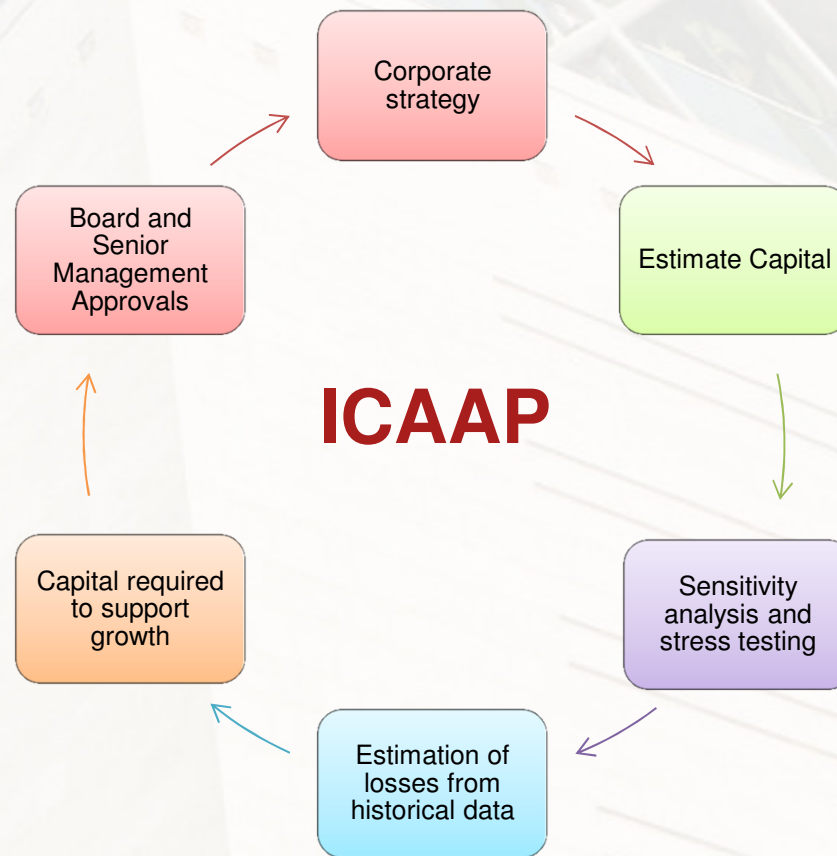 Corporate
strategy
Estimate Capital
Sensitivity
analysis and
stress testing
Estimation of
losses from
historical data
Capital required
to support
growth
Board and
Senior
Management
Approvals
ICAAP